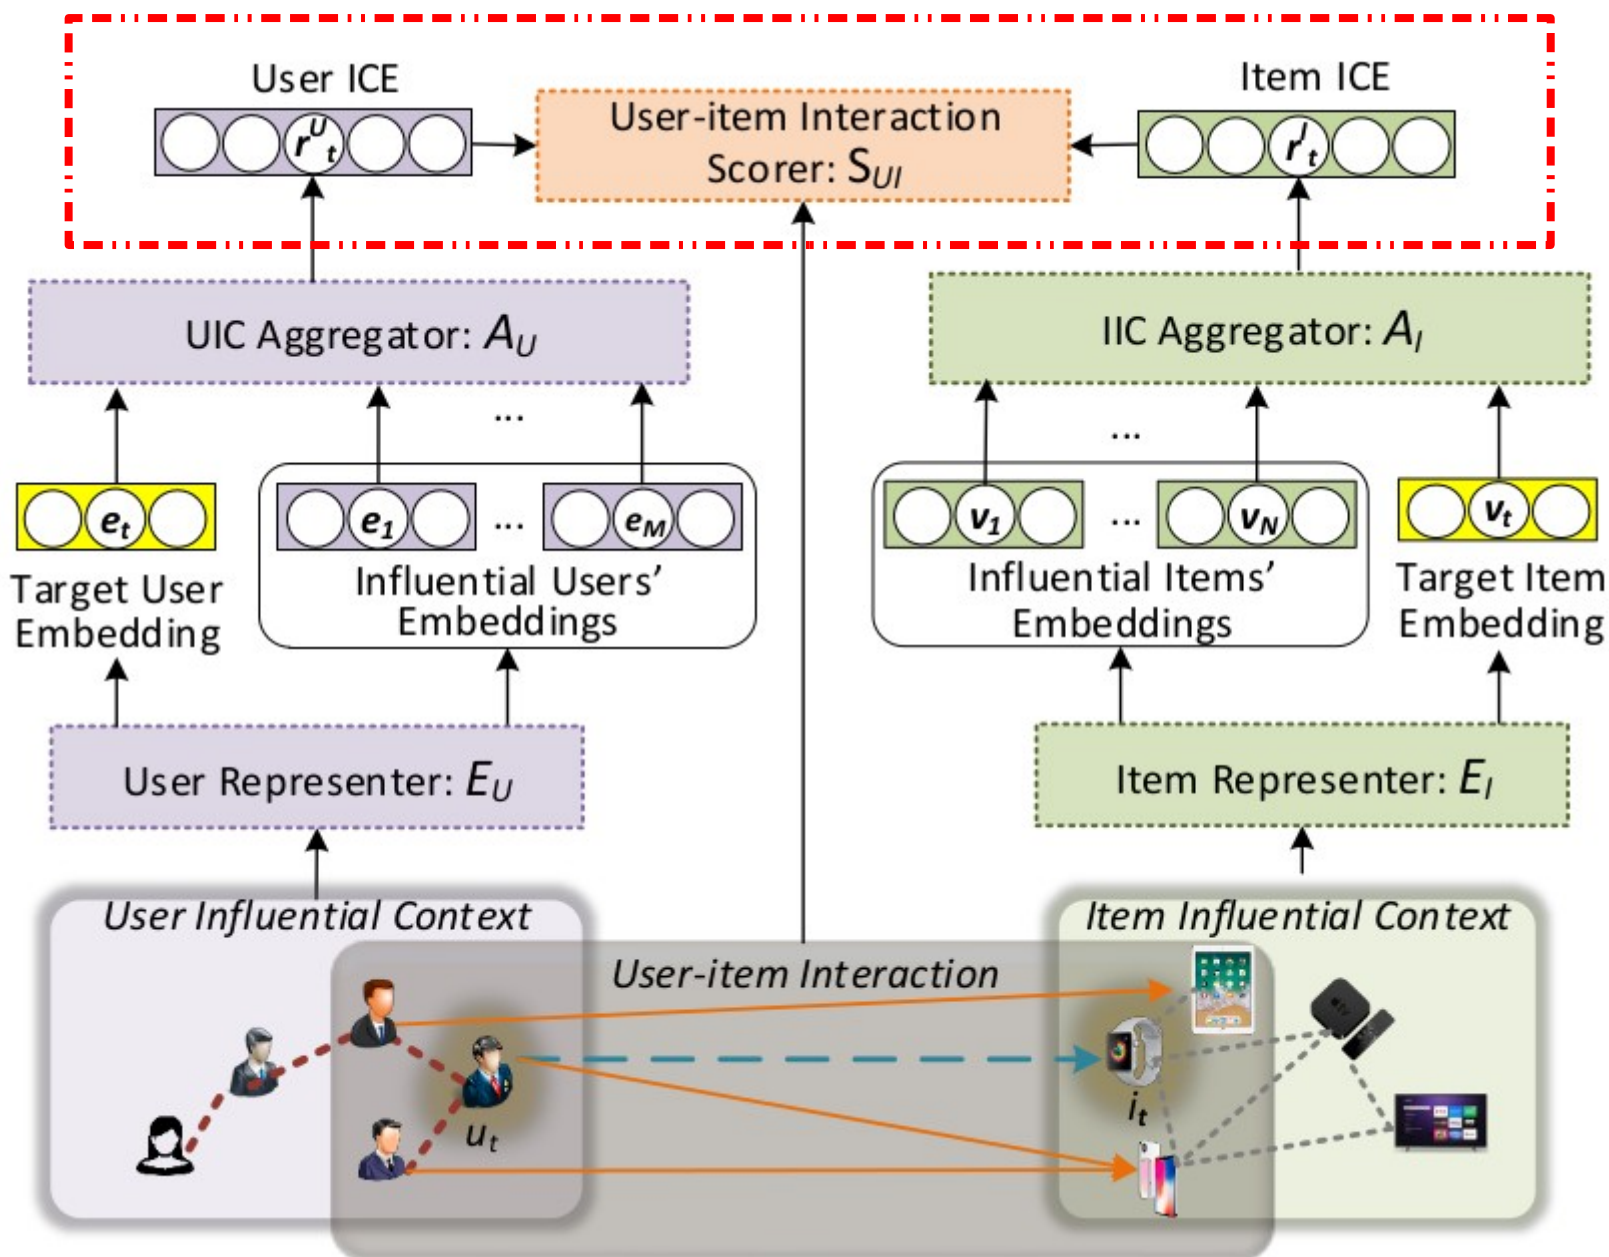 User ICE
Item ICE
r^U_t
User-item Interaction
Scorer: S_UI
r^I_t
UIC Aggregator: A_U
IIC Aggregator: A_I
...
...
e_t
e_1
...
e_M
v_1
...
v_N
v_t
Target User
Embedding
Influential Users’
Embeddings
Influential Items’
Embeddings
Target Item
Embedding
User Representer: E_U
Item Representer: E_I
User Influential Context
Item Influential Context
User-item Interaction
u_t
i_t